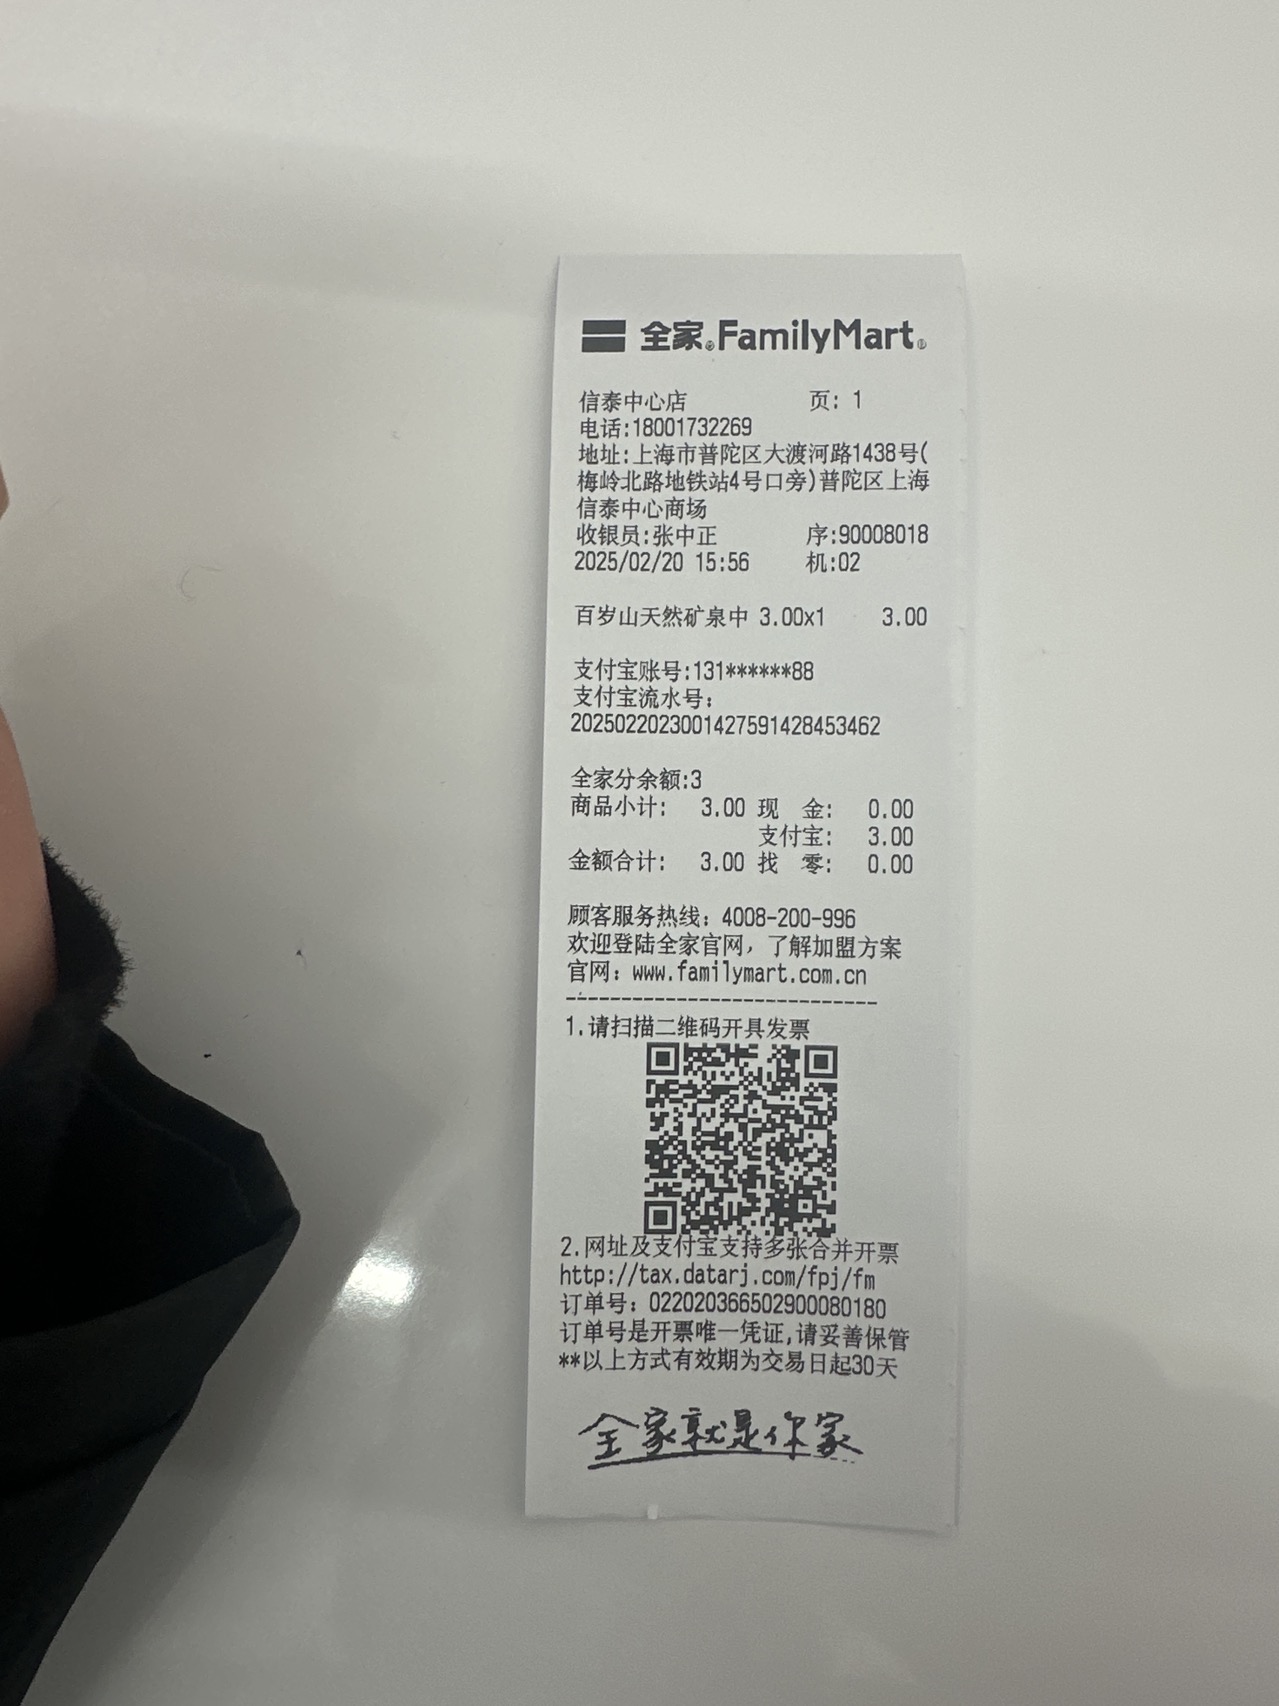 全家 FamilyMart
信泰中心店 页: 1
电话:18001732269
地址:上海市普陀区大渡河路1438号(
梅岭北路地铁站4号口旁)普陀区上海
信泰中心商场
收银员:张中正 序:90008018
2025/02/20 15:56 机:02
百岁山天然矿泉中 3.00x1 3.00
支付宝账号:131******88
支付宝流水号:
2025022023001427591428453462
全家分余额:3
商品小计: 3.00 现 金: 0.00
支付宝: 3.00
金额合计: 3.00 找 零: 0.00
顾客服务热线: 4008-200-996
欢迎登陆全家官网，了解加盟方案
官网: www.familymart.com.cn
----------------------------
1.请扫描二维码开具发票
2.网址及支付宝支持多张合并开票
http://tax.datarj.com/fpj/fm
订单号: 022020366502900080180
订单号是开票唯一凭证,请妥善保管
**以上方式有效期为交易日起30天
全家就是你家